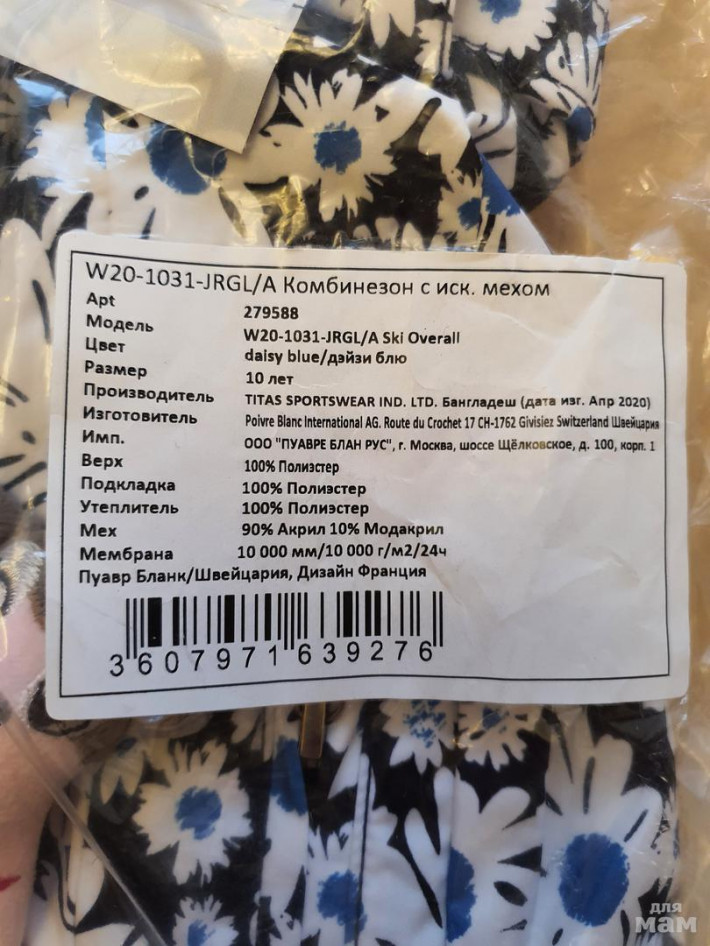 W20-1031-JRGL/A Комбинезон с иск. мехом
Арт 279588
Модель W20-1031-JRGL/A Ski Overall
Цвет daisy blue/дэйзи блю
Размер 10 лет
Производитель TITAS SPORTSWEAR IND. LTD. Бангладеш (дата изг. Апр 2020)
Изготовитель Poivre Blanc International AG. Route du Crochet 17 CH-1762 Givisiez Switzerland Швейцария
Имп. ООО "ПУАВРЕ БЛАН РУС", г. Москва, шоссе Щёлковское, д. 100, корп. 1
Верх 100% Полиэстер
Подкладка 100% Полиэстер
Утеплитель 100% Полиэстер
Мех 90% Акрил 10% Модакрил
Мембрана 10 000 мм/10 000 г/м2/24ч
Пуавр Бланк/Швейцария, Дизайн Франция
3607971639276
для
мам